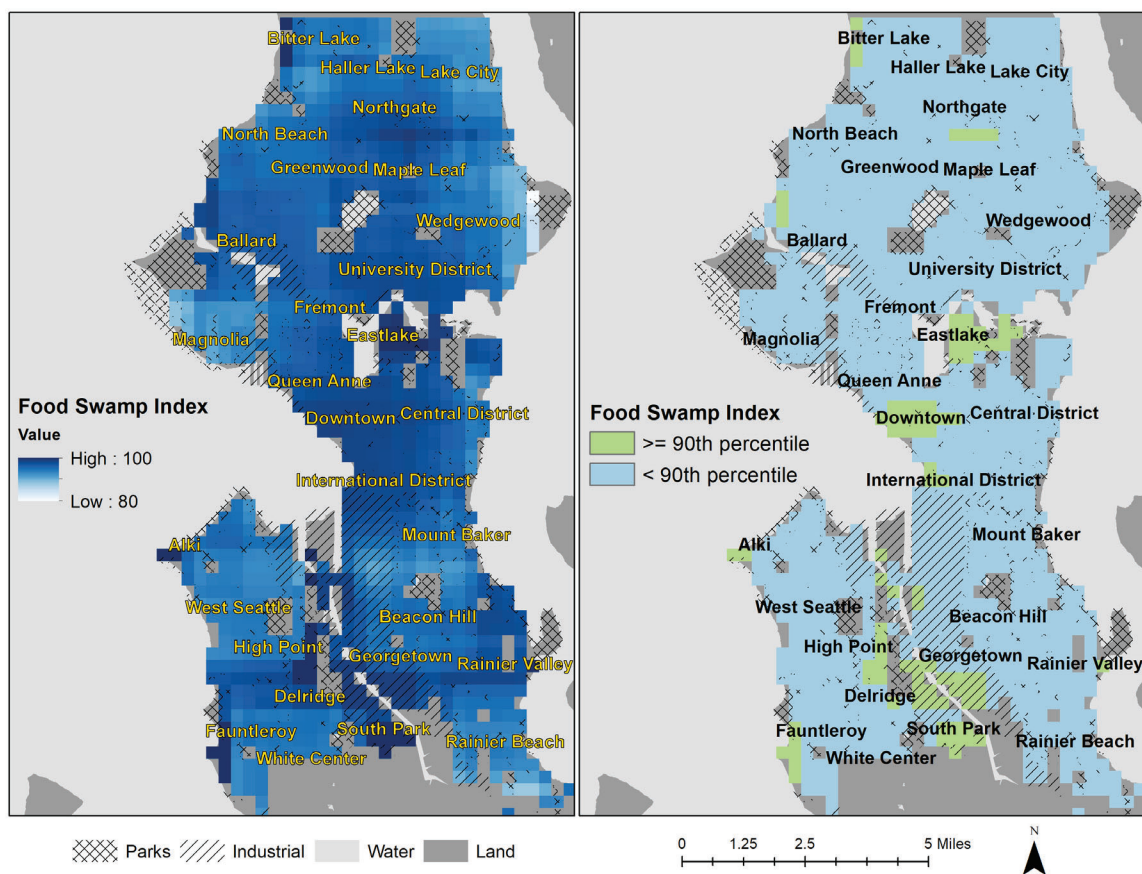 Bitter Lake
Haller Lake
Lake City
Northgate
North Beach
Greenwood
Maple Leaf
Wedgewood
Ballard
University District
Fremont
Eastlake
Magnolia
Queen Anne
Downtown
Central District
International District
Mount Baker
Alki
West Seattle
Beacon Hill
High Point
Georgetown
Rainier Valley
Delridge
Fauntleroy
South Park
Rainier Beach
White Center
Food Swamp Index
Value
High : 100
Low : 80
Bitter Lake
Haller Lake
Lake City
Northgate
North Beach
Greenwood
Maple Leaf
Wedgewood
Ballard
University District
Fremont
Eastlake
Magnolia
Queen Anne
Downtown
Central District
International District
Mount Baker
Alki
West Seattle
Beacon Hill
High Point
Georgetown
Rainier Valley
Delridge
Fauntleroy
South Park
Rainier Beach
White Center
Food Swamp Index
>= 90th percentile
< 90th percentile
Parks Industrial Water Land
0 1.25 2.5 5 Miles
N